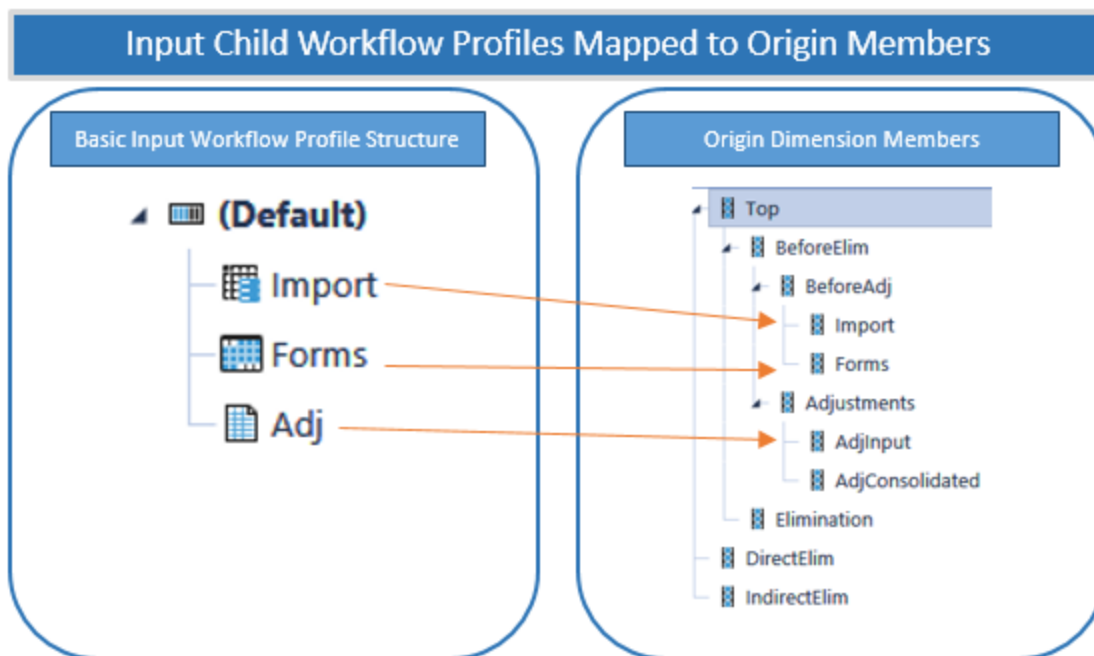 Input Child Workflow Profiles Mapped to Origin Members
Basic Input Workflow Profile Structure
(Default)
Import
Forms
Adj
Origin Dimension Members
Top
BeforeElim
BeforeAdj
Import
Forms
Adjustments
AdjInput
AdjConsolidated
Elimination
DirectElim
IndirectElim